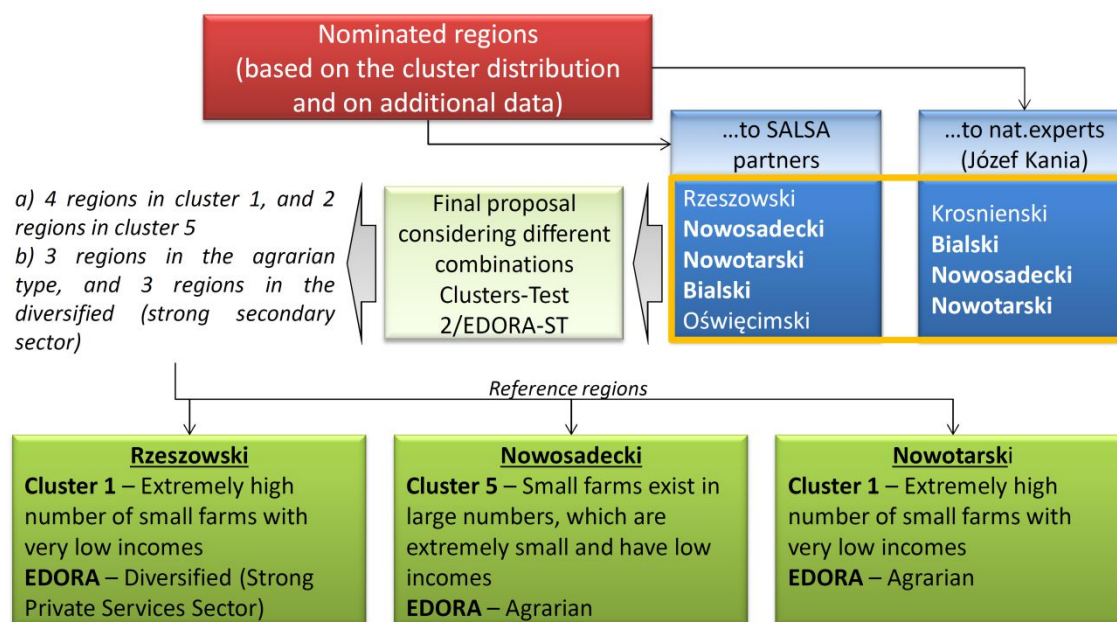 Nominated regions
(based on the cluster distribution
and on additional data)
...to SALSA
partners
...to nat.experts
(Józef Kania)
Rzeszowski
Nowosadecki
Nowotarski
Bialski
Oświęcimski
Krosnienski
Bialski
Nowosadecki
Nowotarski
Final proposal
considering different
combinations
Clusters-Test
2/EDORA-ST
a) 4 regions in cluster 1, and 2
regions in cluster 5
b) 3 regions in the agrarian
type, and 3 regions in the
diversified (strong secondary
sector)
Reference regions
Rzeszowski
Cluster 1 – Extremely high
number of small farms with
very low incomes
EDORA – Diversified (Strong
Private Services Sector)
Nowosadecki
Cluster 5 – Small farms exist in
large numbers, which are
extremely small and have low
incomes
EDORA – Agrarian
Nowotarski
Cluster 1 – Extremely high
number of small farms with
very low incomes
EDORA – Agrarian